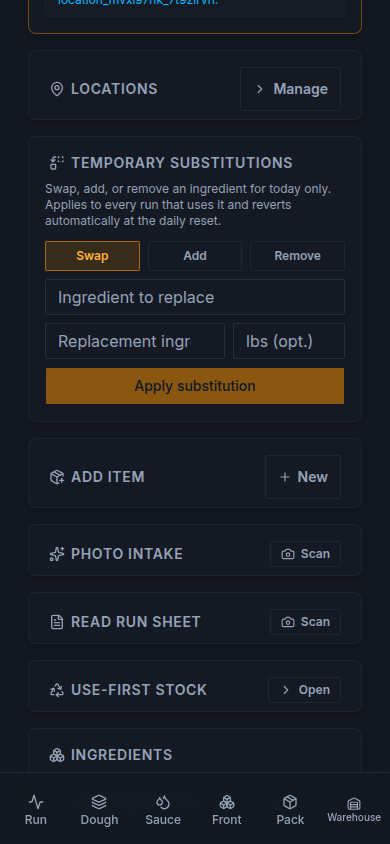 LOCATIONS
Manage
TEMPORARY SUBSTITUTIONS
Swap, add, or remove an ingredient for today only.
Applies to every run that uses it and reverts
automatically at the daily reset.
Swap Add Remove
Ingredient to replace
Replacement ingr lbs (opt.)
Apply substitution
ADD ITEM
New
PHOTO INTAKE
Scan
READ RUN SHEET
Scan
USE-FIRST STOCK
Open
INGREDIENTS
Run Dough Sauce Front Pack Warehouse